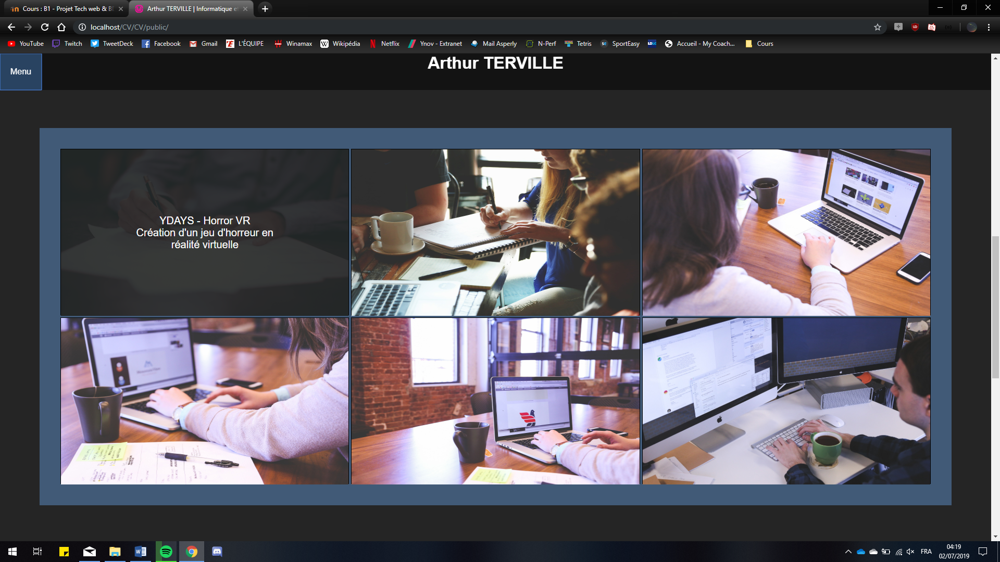 Cours : B1 - Projet Tech web & B
Arthur TERVILLE | Informatique e
localhost/CV/CV/public/
YouTube
Twitch
TweetDeck
Facebook
Gmail
L'ÉQUIPE
Winamax
Wikipédia
Netflix
Ynov - Extranet
Mail Asperly
N-Perf
Tetris
SportEasy
Accueil - My Coach...
Cours
Menu
Arthur TERVILLE
YDAYS - Horror VR
Création d'un jeu d'horreur en
réalité virtuelle
FRA
04:19
02/07/2019